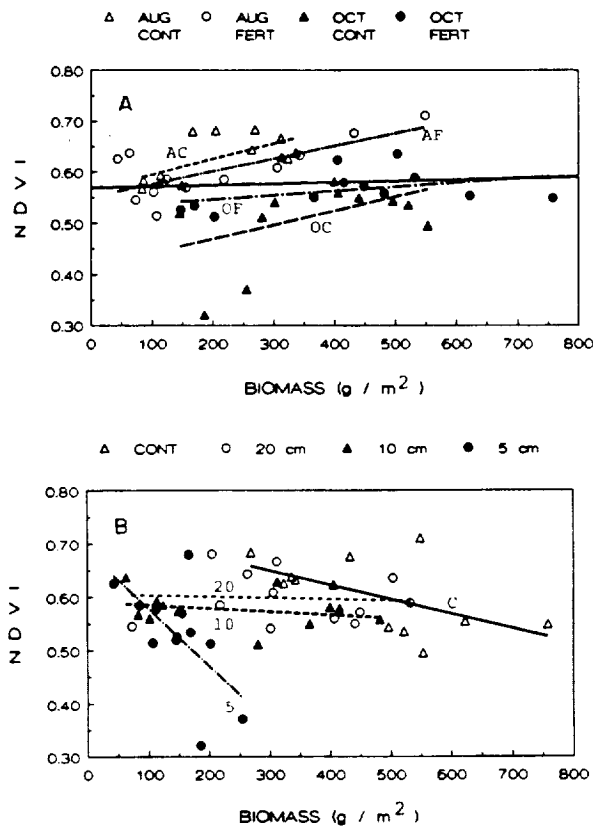 △ AUG CONT ○ AUG FERT ▲ OCT CONT ● OCT FERT
A
0.80
0.70
0.60
0.50
0.40
0.30
NDVI
AC
AF
OF
OC
0 100 200 300 400 500 600 700 800
BIOMASS (g / m²)
△ CONT ○ 20 cm ▲ 10 cm ● 5 cm
B
0.80
0.70
0.60
0.50
0.40
0.30
NDVI
20
10
C
5
0 100 200 300 400 500 600 700 800
BIOMASS (g / m²)